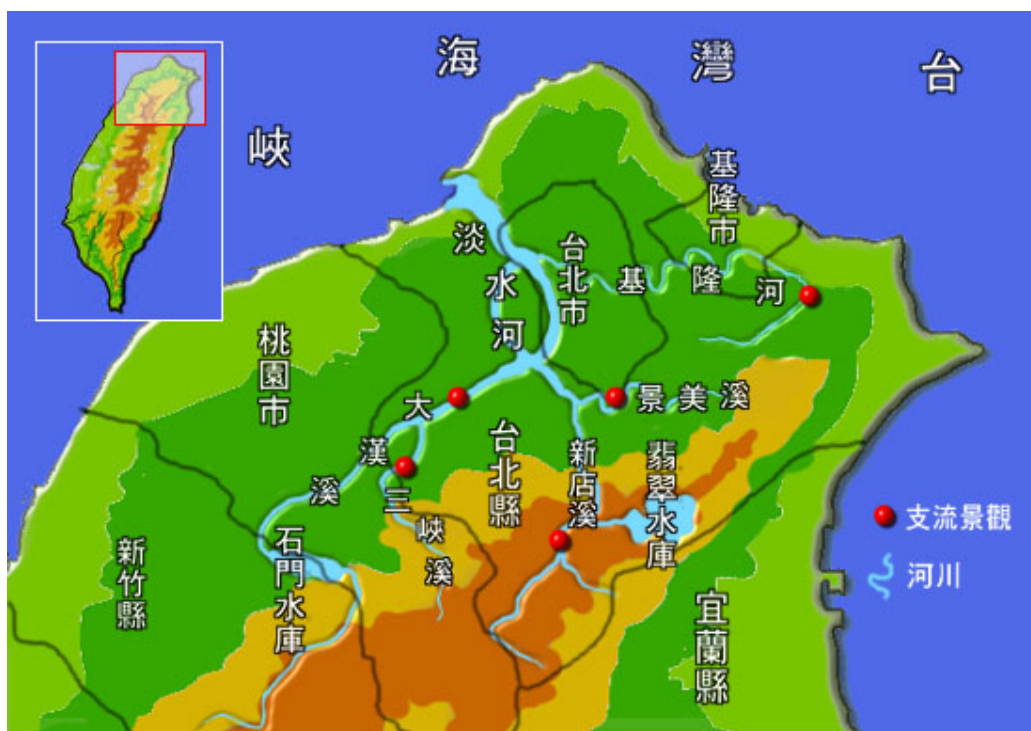 台灣海峽
基隆市
淡水河
台北市
基隆河
桃園市
大漢溪
景美溪
台北縣
三峽溪
新店溪
翡翠水庫
石門水庫
新竹縣
宜蘭縣
支流景觀
河川